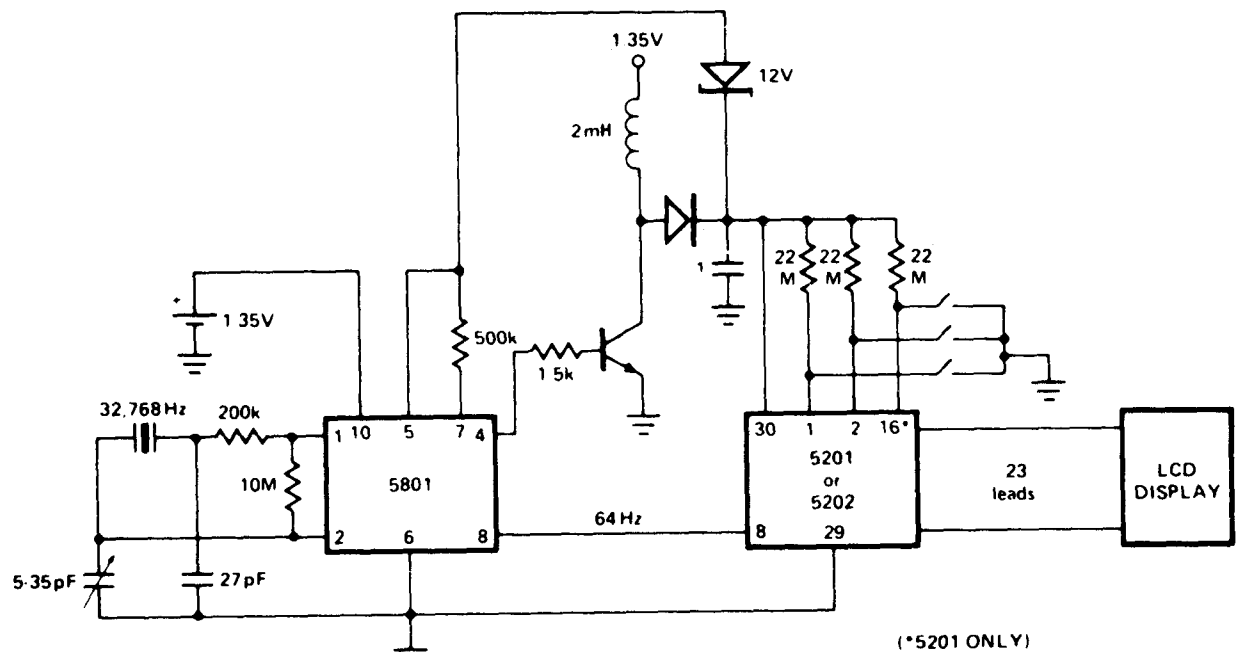 1.35V
12V
2mH
22
M
22
M
22
M
1
+
1.35V
500k
1 5k
32,768Hz
200k
10M
1
10
5
7
4
5801
2
6
8
64Hz
30
1
2
16*
5201
or
5202
8
29
23
leads
LCD
DISPLAY
5-35pF
27pF
(*5201 ONLY)